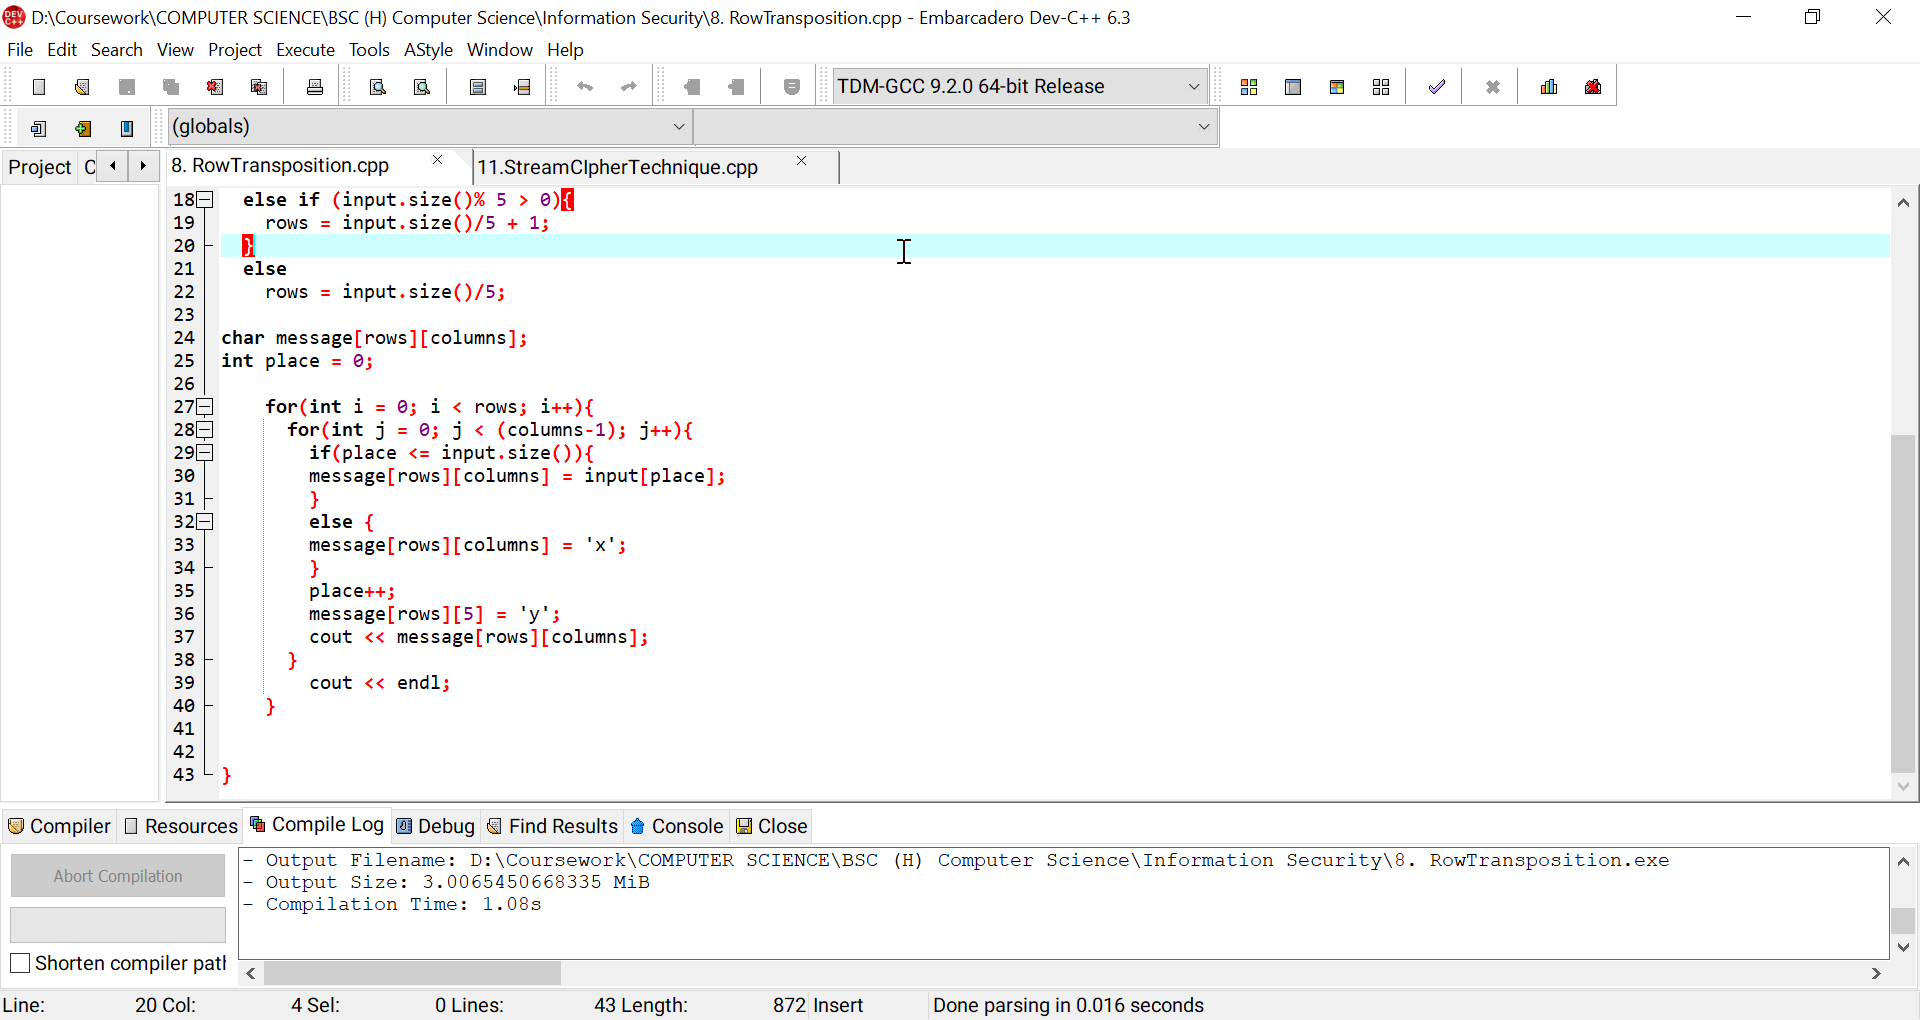 D:\Coursework\COMPUTER SCIENCE\BSC (H) Computer Science\Information Security\8. RowTransposition.cpp - Embarcadero Dev-C++ 6.3
File Edit Search View Project Execute Tools AStyle Window Help
TDM-GCC 9.2.0 64-bit Release
(globals)
Project C 8. RowTransposition.cpp 11.StreamCIpherTechnique.cpp
18 else if (input.size()% 5 > 0){
19 rows = input.size()/5 + 1;
20 }
21 else
22 rows = input.size()/5;
23
24 char message[rows][columns];
25 int place = 0;
26
27 for(int i = 0; i < rows; i++){
28 for(int j = 0; j < (columns-1); j++){
29 if(place <= input.size()){
30 message[rows][columns] = input[place];
31 }
32 else {
33 message[rows][columns] = 'x';
34 }
35 place++;
36 message[rows][5] = 'y';
37 cout << message[rows][columns];
38 }
39 cout << endl;
40 }
41
42
43 }
Compiler Resources Compile Log Debug Find Results Console Close
Abort Compilation
Shorten compiler path
- Output Filename: D:\Coursework\COMPUTER SCIENCE\BSC (H) Computer Science\Information Security\8. RowTransposition.exe
- Output Size: 3.0065450668335 MiB
- Compilation Time: 1.08s
Line: 20 Col: 4 Sel: 0 Lines: 43 Length: 872 Insert Done parsing in 0.016 seconds